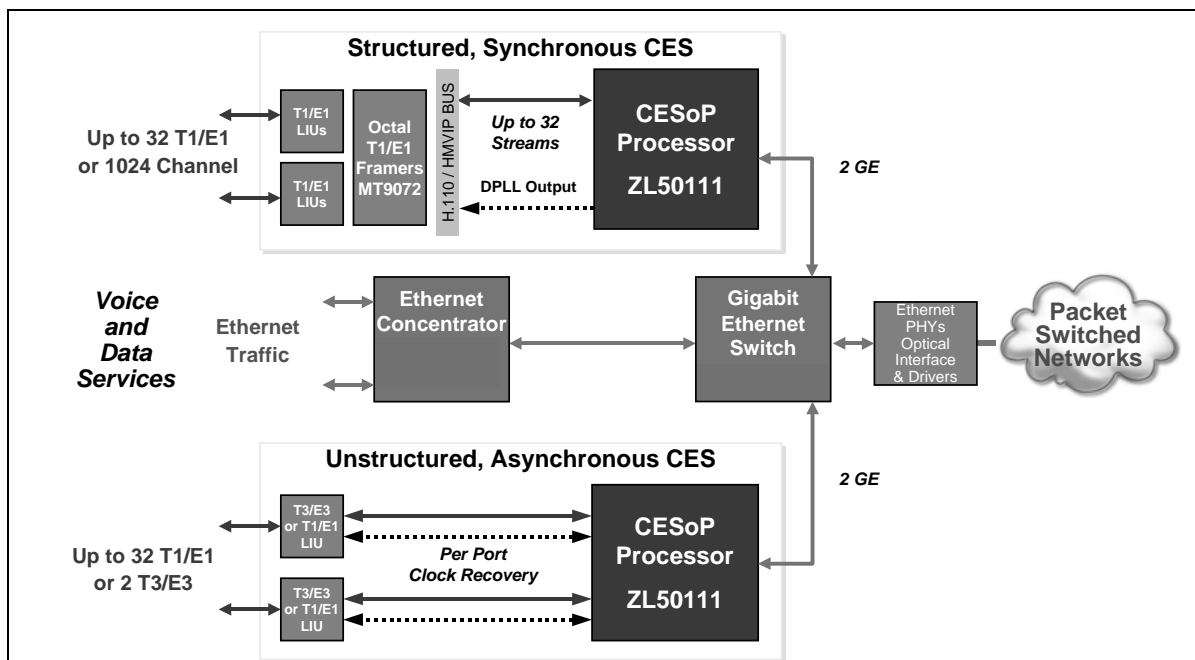 Structured, Synchronous CES
Up to 32 T1/E1
or 1024 Channel
T1/E1
LIUs
T1/E1
LIUs
Octal
T1/E1
Framers
MT9072
H.110 / HMVIP BUS
Up to 32
Streams
DPLL Output
CESoP
Processor
ZL50111
2 GE
Voice
and
Data
Services
Ethernet
Traffic
Ethernet
Concentrator
Gigabit
Ethernet
Switch
Ethernet
PHYs
Optical
Interface
& Drivers
Packet
Switched
Networks
Unstructured, Asynchronous CES
2 GE
Up to 32 T1/E1
or 2 T3/E3
T3/E3
or T1/E1
LIU
T3/E3
or T1/E1
LIU
Per Port
Clock Recovery
CESoP
Processor
ZL50111